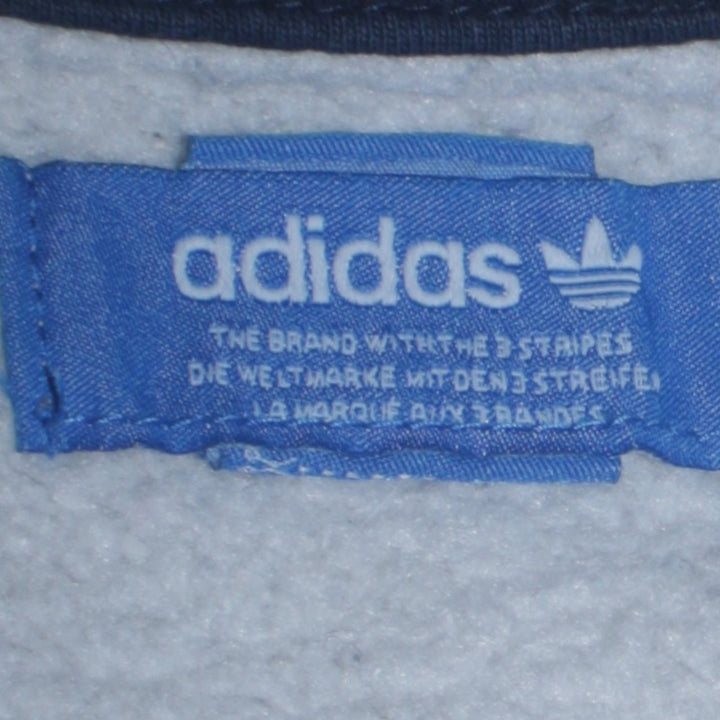 adidas
THE BRAND WITH THE 3 STRIPES
DIE WELTMARKE MIT DEN 3 STREIFEN
LA MARQUE AUX 3 BANDES